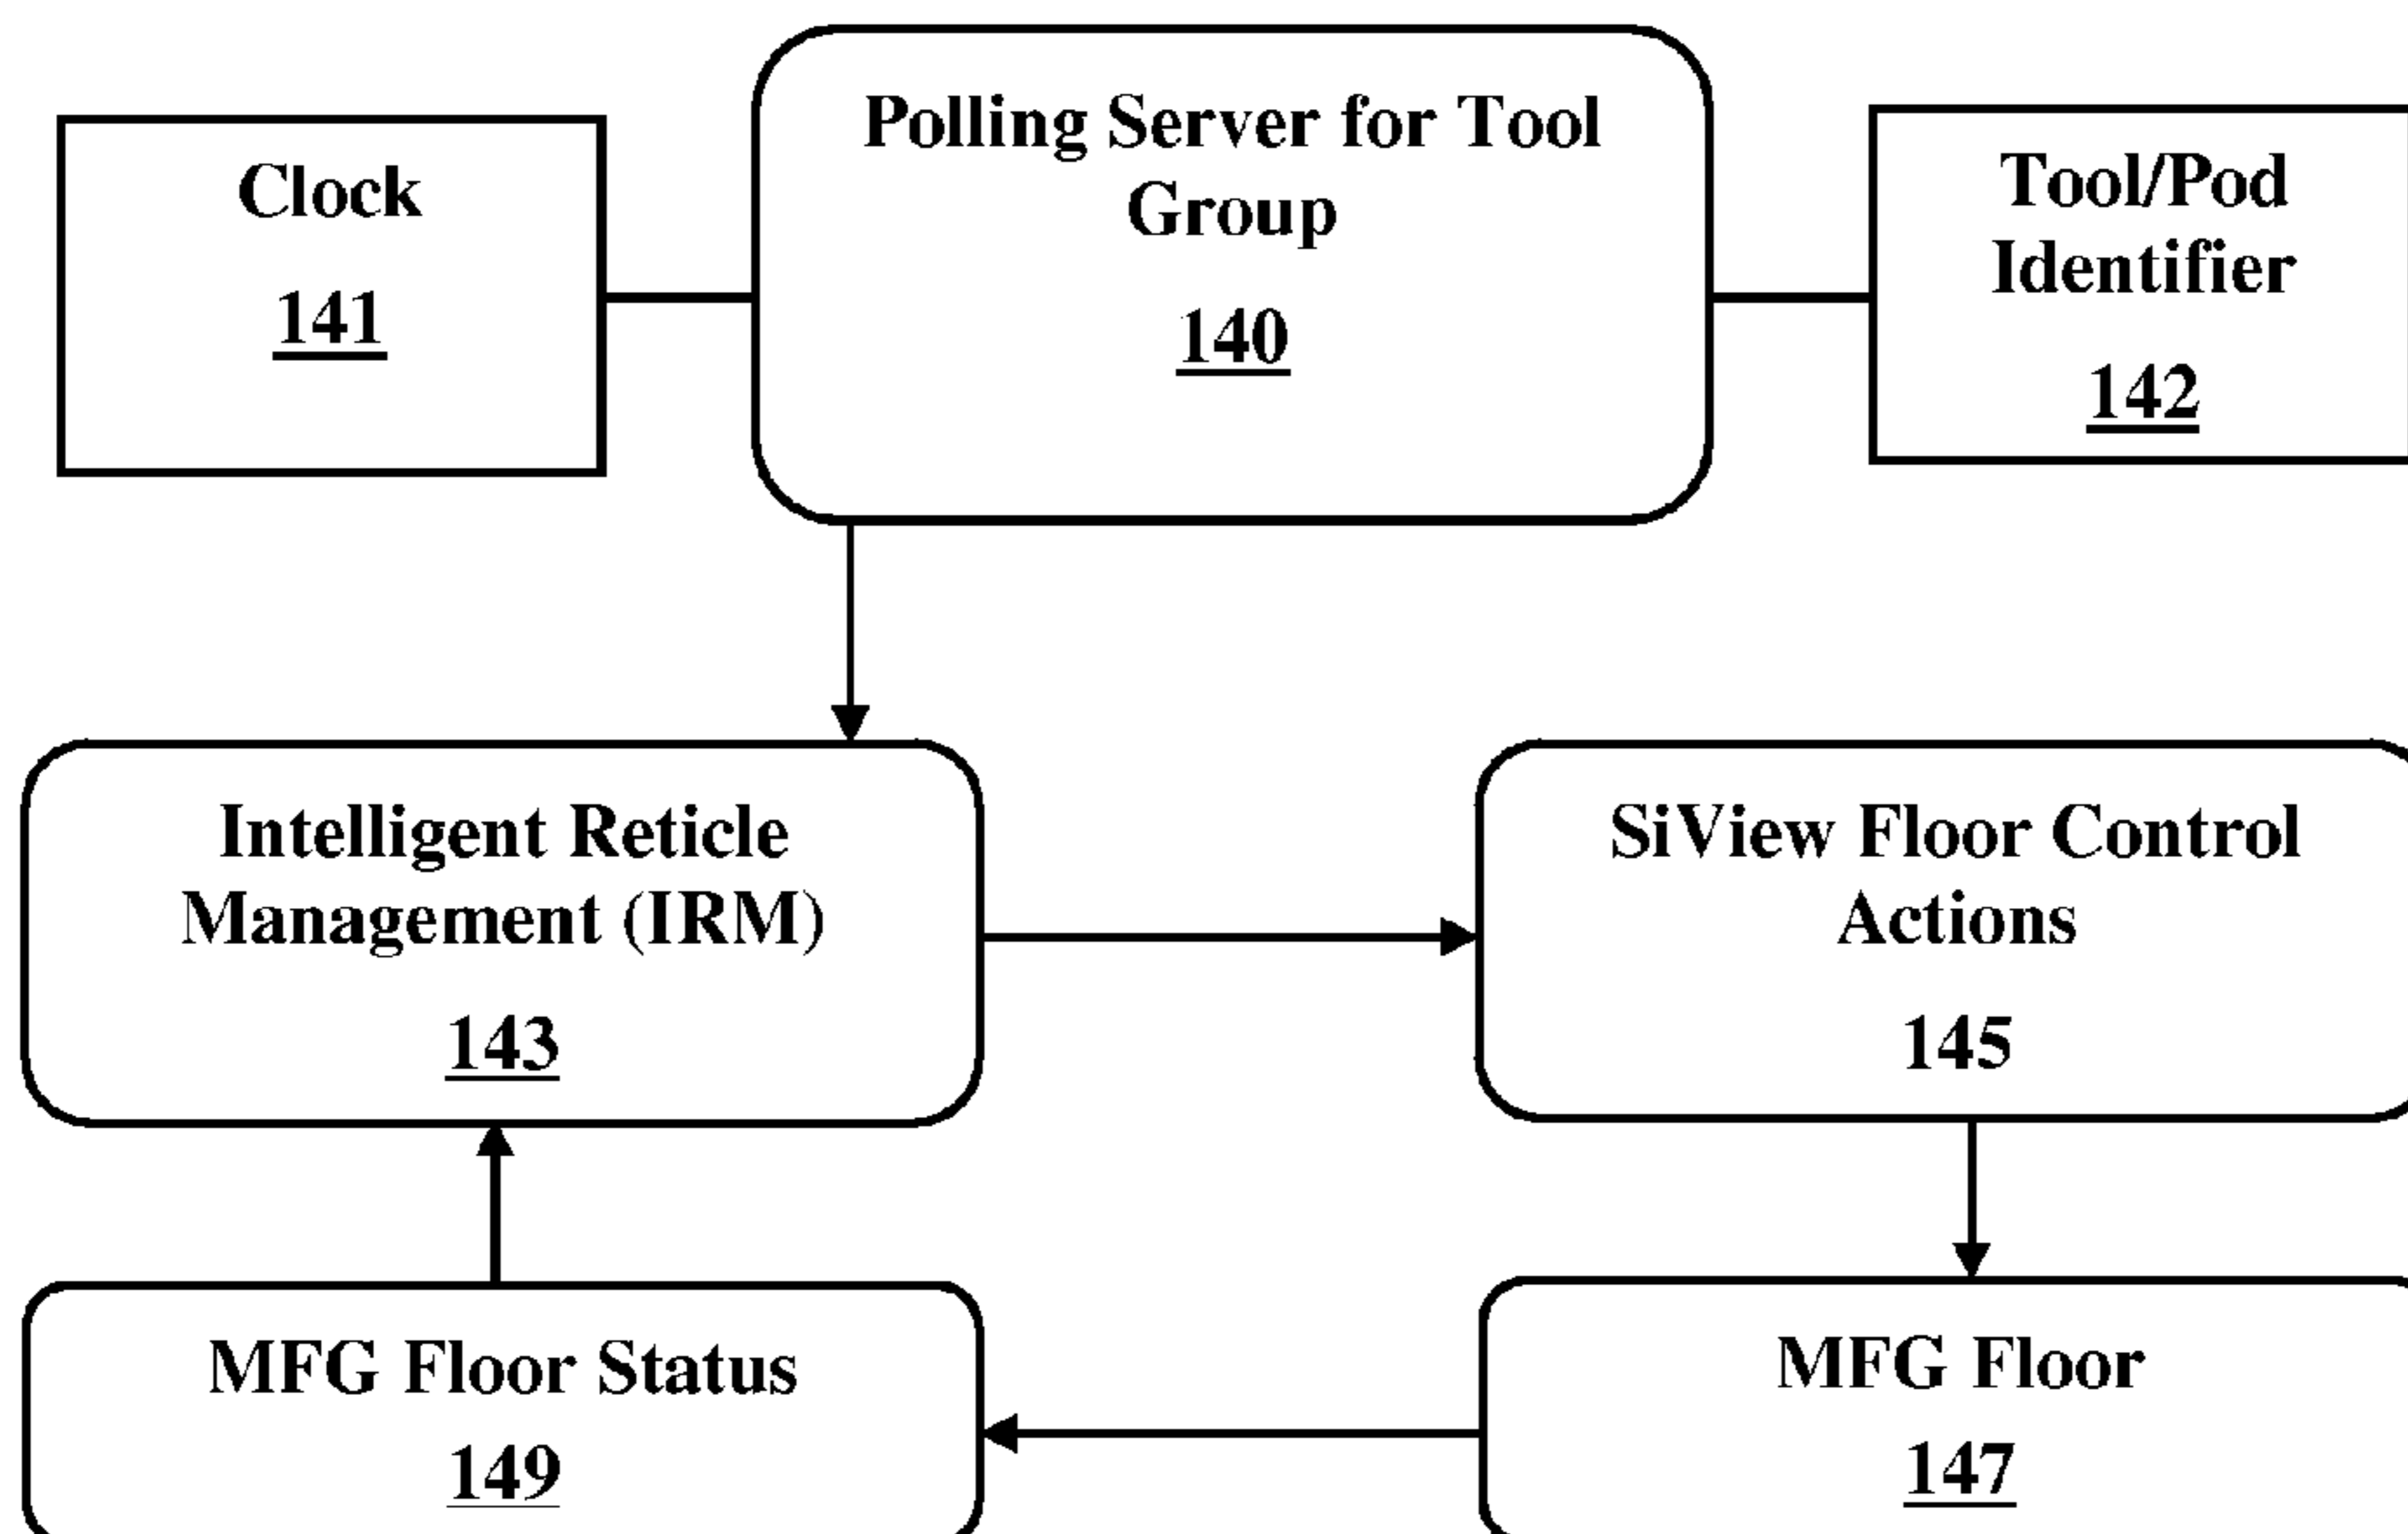 Clock
141
Polling Server for Tool
Group
140
Tool/Pod
Identifier
142
Intelligent Reticle
Management (IRM)
143
SiView Floor Control
Actions
145
MFG Floor Status
149
MFG Floor
147